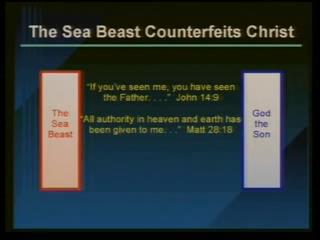 The Sea Beast Counterfeits Christ
"If you've seen me, you have seen
the Father. . . ." John 14:9
"All authority in heaven and earth has
been given to me. . ." Matt 28:18
The
Sea
Beast
God
the
Son